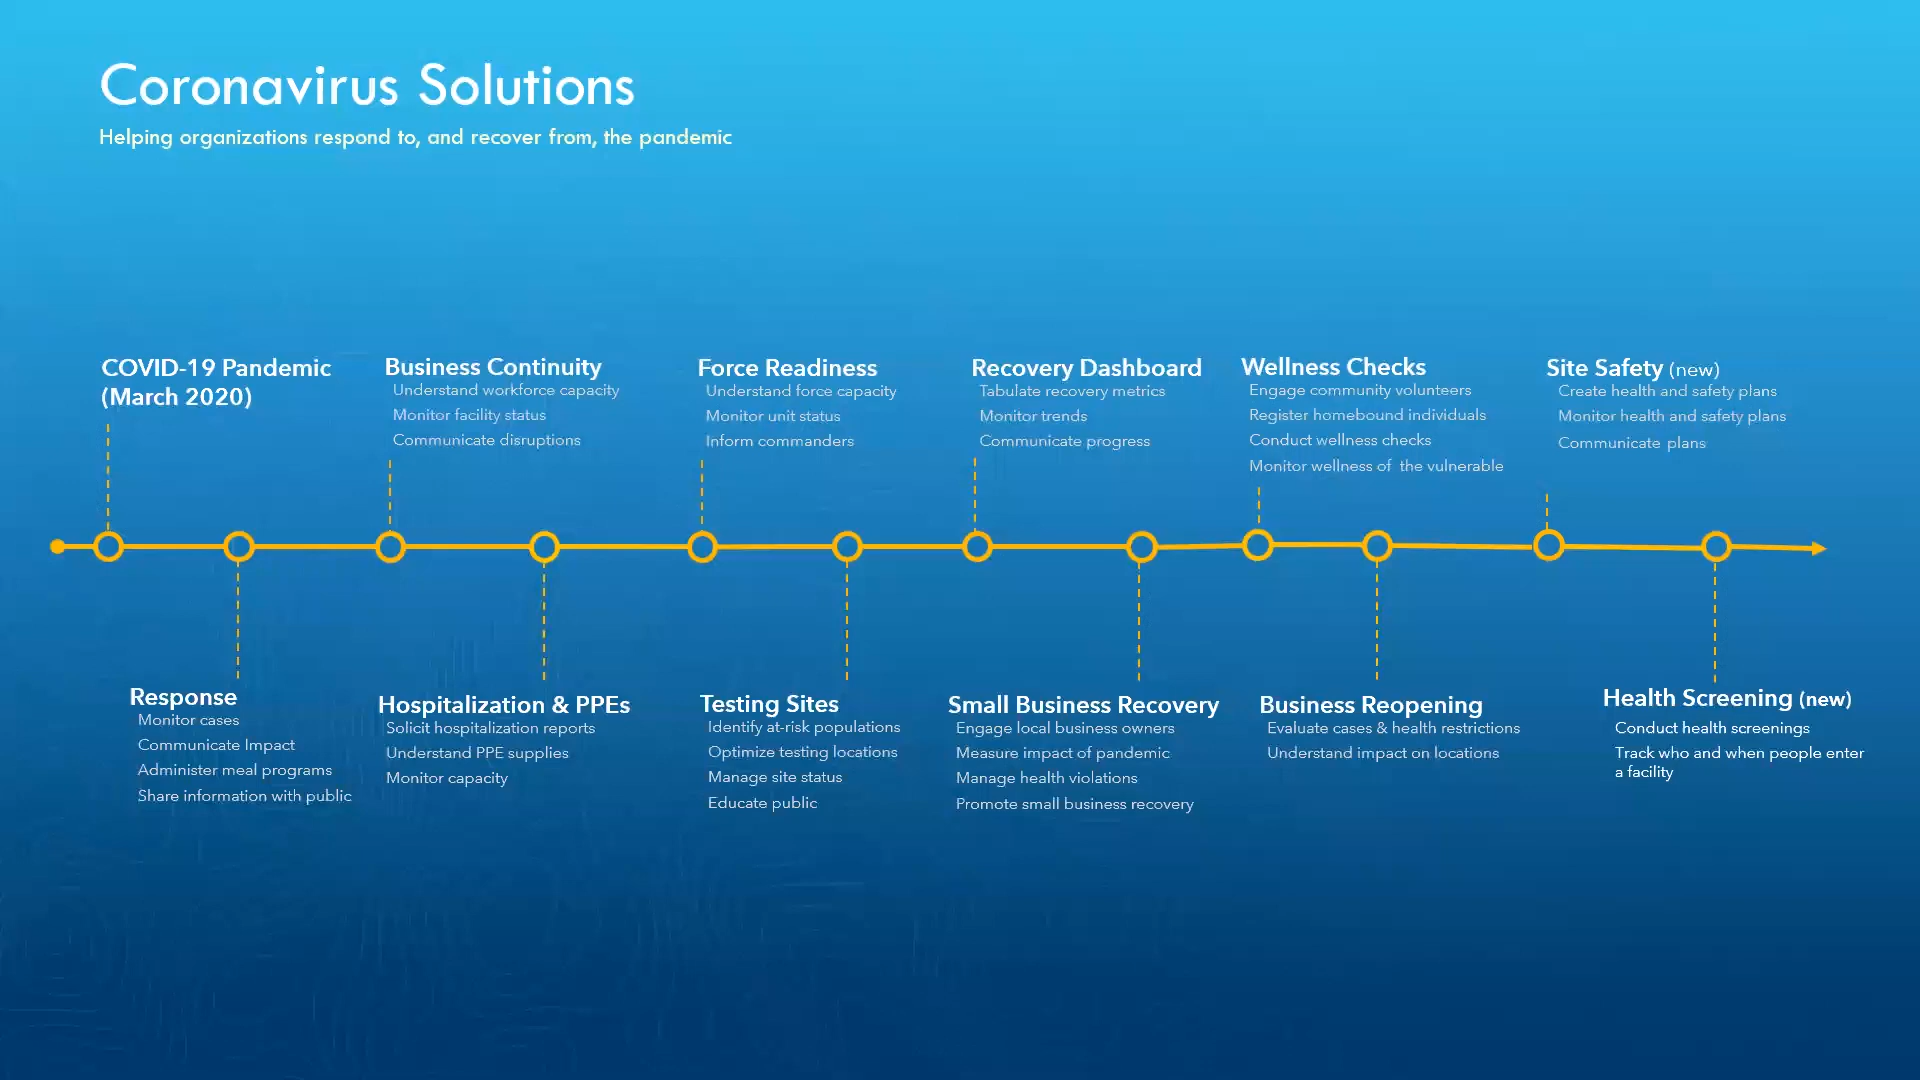 Coronavirus Solutions
Helping organizations respond to, and recover from, the pandemic
COVID-19 Pandemic
(March 2020)
Business Continuity
Understand workforce capacity
Monitor facility status
Communicate disruptions
Force Readiness
Understand force capacity
Monitor unit status
Inform commanders
Recovery Dashboard
Tabulate recovery metrics
Monitor trends
Communicate progress
Wellness Checks
Engage community volunteers
Register homebound individuals
Conduct wellness checks
Monitor wellness of the vulnerable
Site Safety (new)
Create health and safety plans
Monitor health and safety plans
Communicate plans
Response
Monitor cases
Communicate Impact
Administer meal programs
Share information with public
Hospitalization & PPEs
Solicit hospitalization reports
Understand PPE supplies
Monitor capacity
Testing Sites
Identify at-risk populations
Optimize testing locations
Manage site status
Educate public
Small Business Recovery
Engage local business owners
Measure impact of pandemic
Manage health violations
Promote small business recovery
Business Reopening
Evaluate cases & health restrictions
Understand impact on locations
Health Screening (new)
Conduct health screenings
Track who and when people enter
a facility